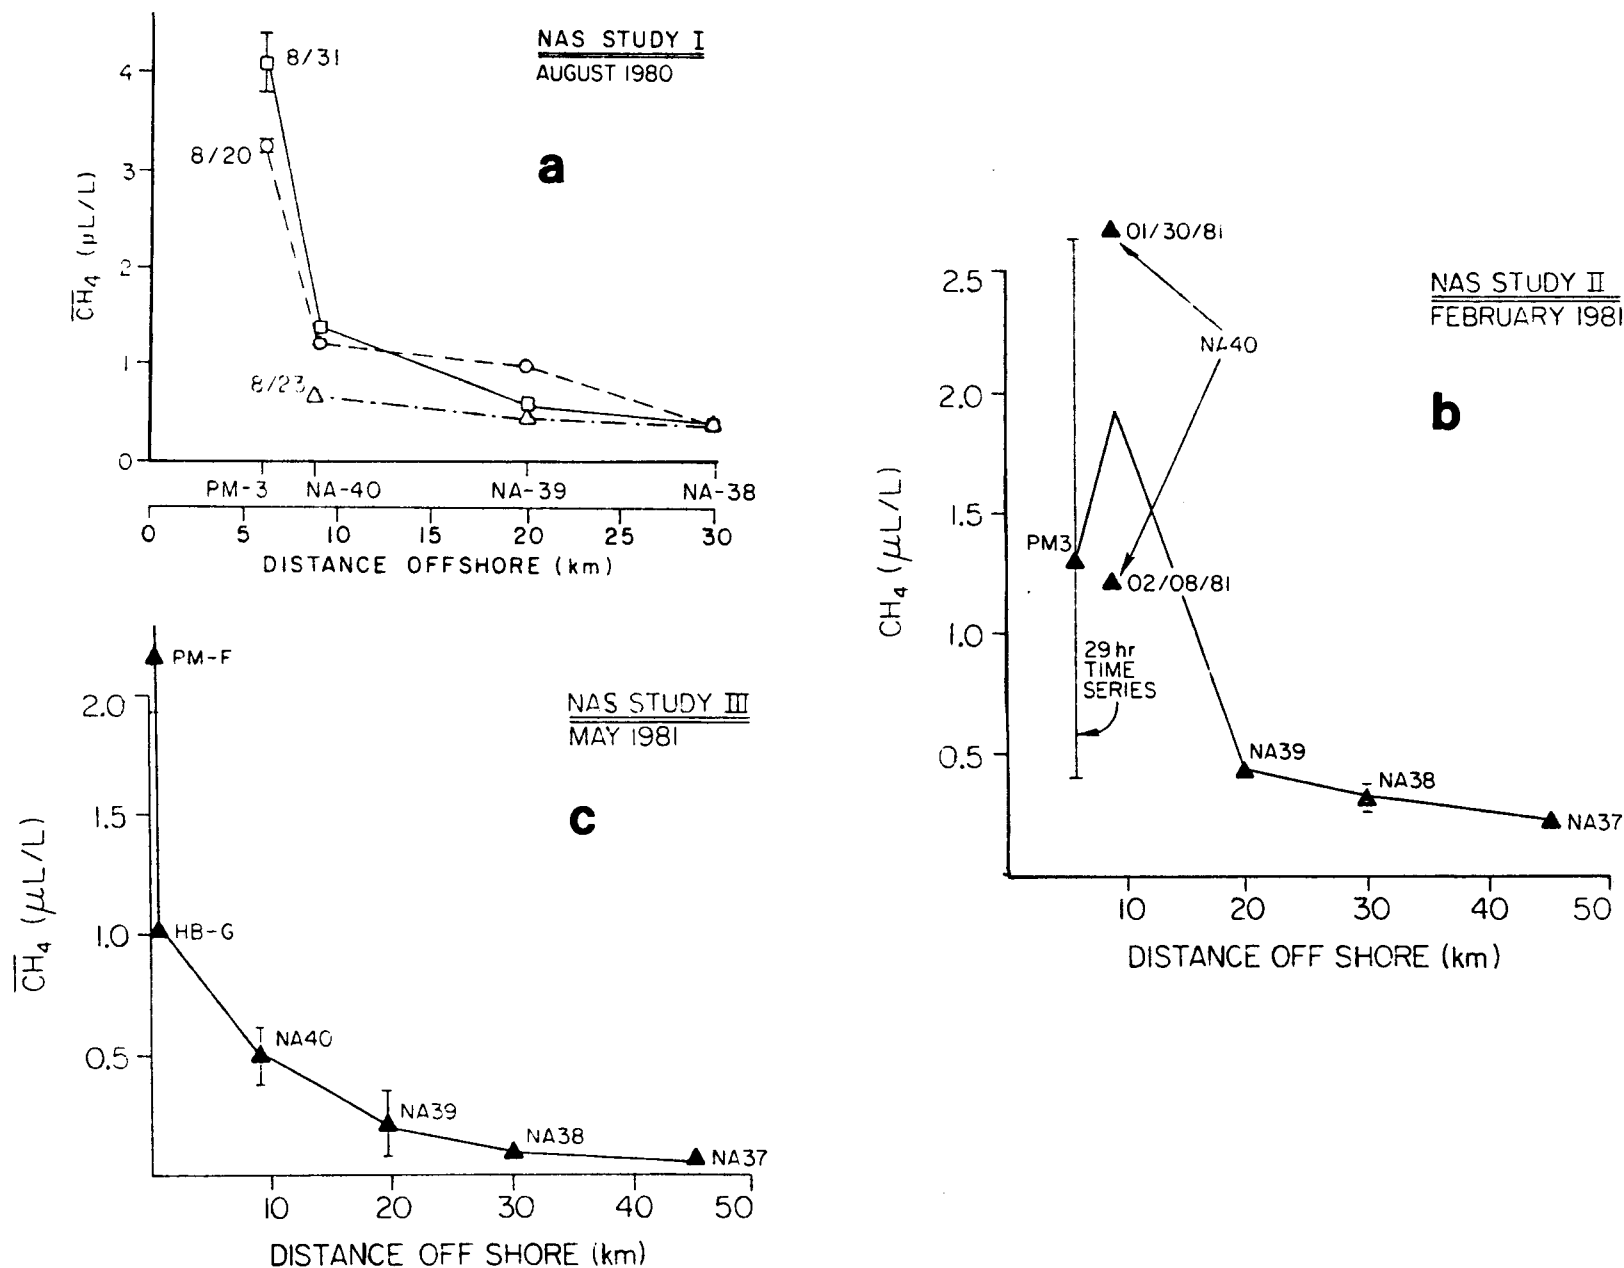 NAS STUDY I
AUGUST 1980
a
CH4 (μL/L)
4
3
2
1
0
8/31
8/20
8/23
PM-3 NA-40 NA-39 NA-38
0 5 10 15 20 25 30
DISTANCE OFFSHORE (km)
NAS STUDY II
FEBRUARY 1981
b
CH4 (μL/L)
2.5
2.0
1.5
1.0
0.5
01/30/81
NA40
PM3
02/08/81
29 hr
TIME
SERIES
NA39
NA38
NA37
10 20 30 40 50
DISTANCE OFF SHORE (km)
NAS STUDY III
MAY 1981
c
CH4 (μL/L)
2.0
1.5
1.0
0.5
PM-F
HB-G
NA40
NA39
NA38
NA37
10 20 30 40 50
DISTANCE OFF SHORE (km)